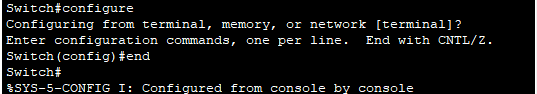 Switch#configure
Configuring from terminal, memory, or network [terminal]?
Enter configuration commands, one per line.  End with CNTL/Z.
Switch(config)#end
Switch#
%SYS-5-CONFIG I: Configured from console by console